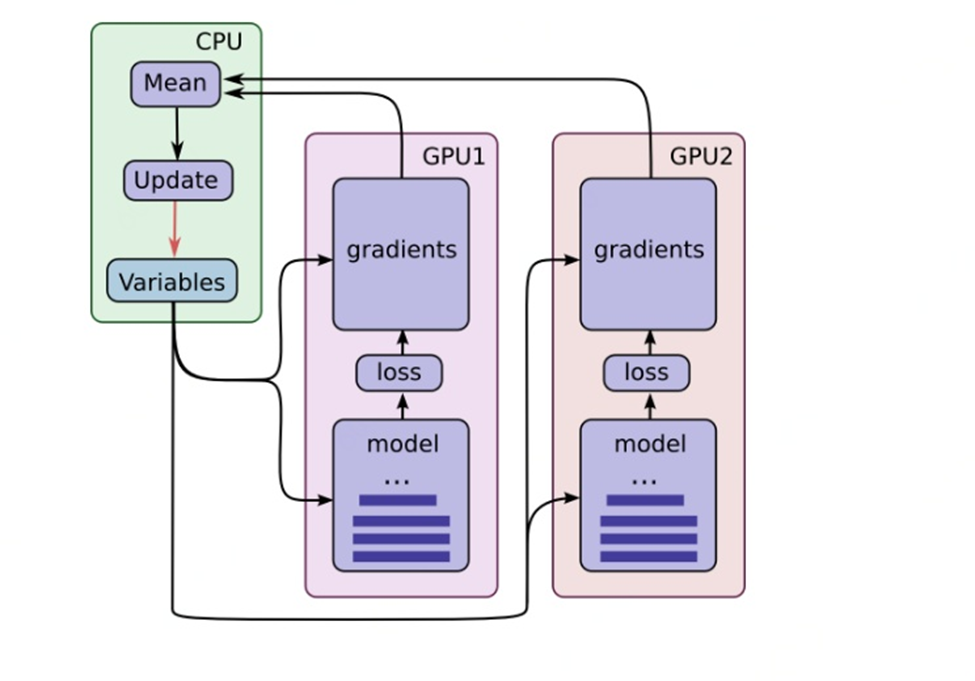 CPU
Mean
Update
Variables
GPU1
gradients
loss
model
...
GPU2
gradients
loss
model
...